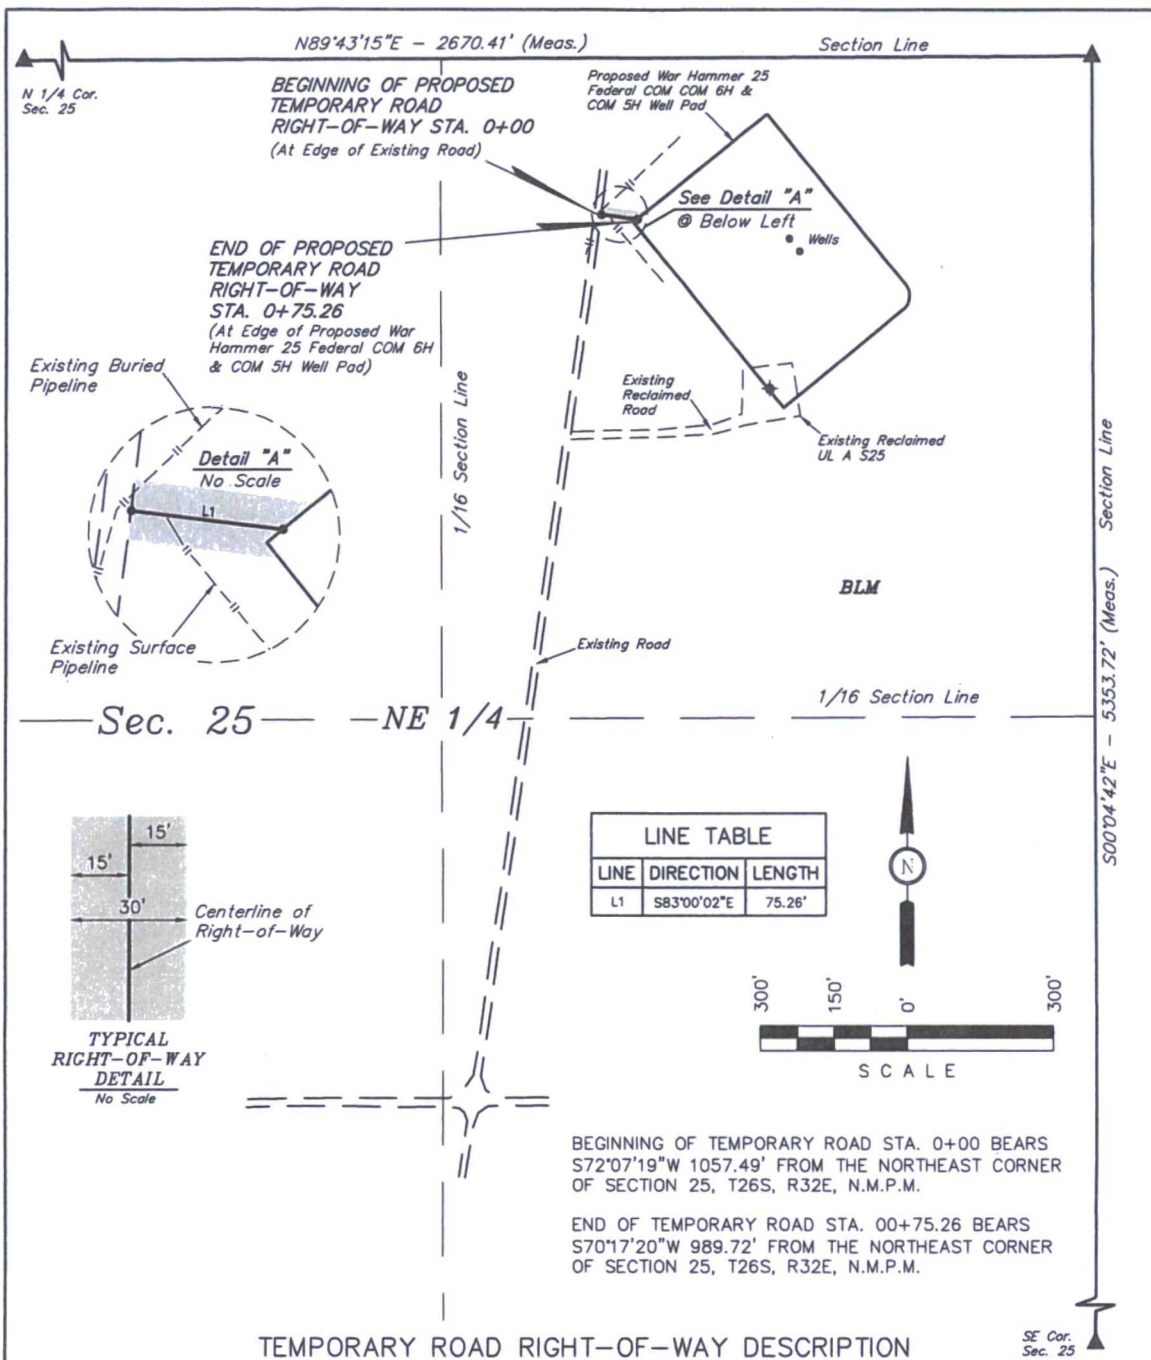 N89°43'15"E - 2670.41' (Meas.)
Section Line
N 1/4 Cor.
Sec. 25
BEGINNING OF PROPOSED
TEMPORARY ROAD
RIGHT-OF-WAY STA. 0+00
(At Edge of Existing Road)
Proposed War Hammer 25
Federal COM COM 6H &
COM 5H Well Pad
See Detail "A"
@ Below Left
Wells
END OF PROPOSED
TEMPORARY ROAD
RIGHT-OF-WAY
STA. 0+75.26
(At Edge of Proposed War
Hammer 25 Federal COM 6H
& COM 5H Well Pad)
Existing Buried
Pipeline
Detail "A"
No Scale
L1
Existing Surface
Pipeline
1/16 Section Line
Existing
Reclaimed
Road
Existing Reclaimed
UL A S25
Section Line
S00°04'42"E - 5353.72' (Meas.)
BLM
Existing Road
1/16 Section Line
Sec. 25
NE 1/4
15'
15'
30'
Centerline of
Right-of-Way
TYPICAL
RIGHT-OF-WAY
DETAIL
No Scale
LINE TABLE
LINE DIRECTION LENGTH
L1 S83°00'02"E 75.26'
N
300' 150' 0' 300'
SCALE
BEGINNING OF TEMPORARY ROAD STA. 0+00 BEARS
S72°07'19"W 1057.49' FROM THE NORTHEAST CORNER
OF SECTION 25, T26S, R32E, N.M.P.M.
END OF TEMPORARY ROAD STA. 00+75.26 BEARS
S70°17'20"W 989.72' FROM THE NORTHEAST CORNER
OF SECTION 25, T26S, R32E, N.M.P.M.
TEMPORARY ROAD RIGHT-OF-WAY DESCRIPTION
SE Cor.
Sec. 25